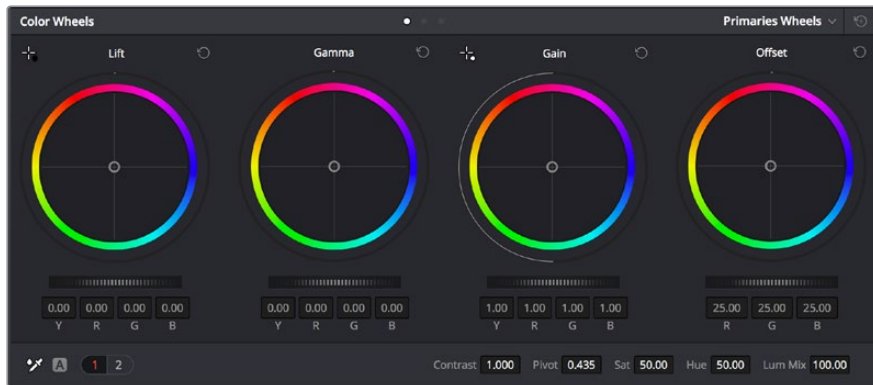 Color Wheels Primaries Wheels
Lift Gamma Gain Offset
0.00 0.00 0.00 0.00 0.00 0.00 0.00 0.00 1.00 1.00 1.00 1.00 25.00 25.00 25.00
Y R G B Y R G B Y R G B R G B
A 1 2 Contrast 1.000 Pivot 0.435 Sat 50.00 Hue 50.00 Lum Mix 100.00